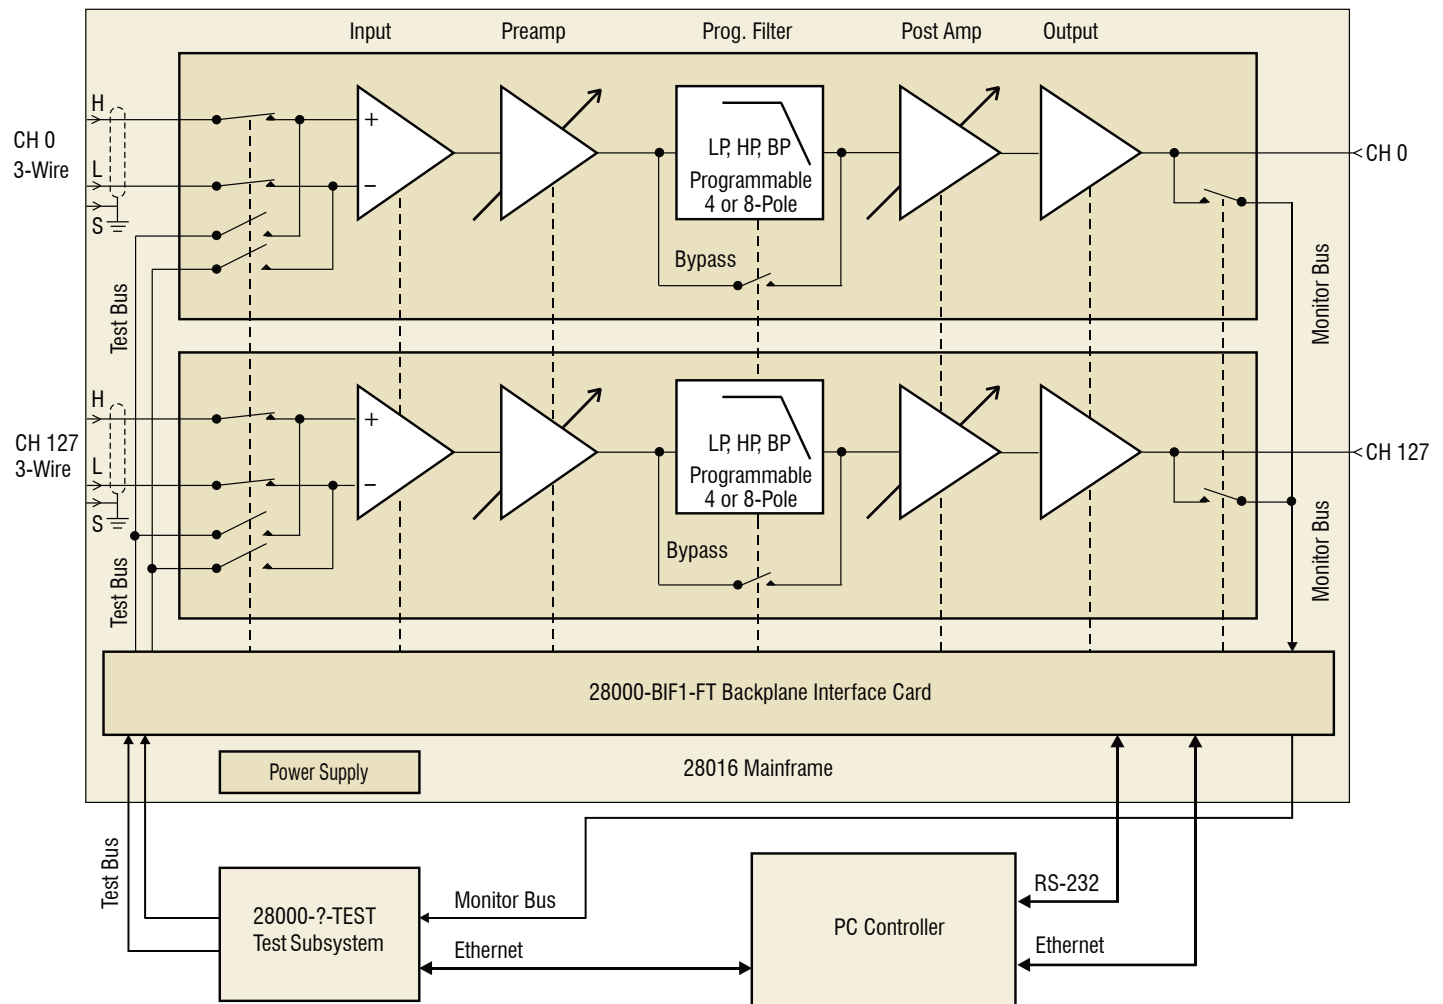 Input Preamp Prog. Filter Post Amp Output
H
CH 0
3-Wire
L
S
+
−
LP, HP, BP
Programmable
4 or 8-Pole
Bypass
CH 0
Test Bus
Monitor Bus
H
CH 127
3-Wire
L
S
+
−
LP, HP, BP
Programmable
4 or 8-Pole
Bypass
CH 127
Test Bus
Monitor Bus
28000-BIF1-FT Backplane Interface Card
Power Supply
28016 Mainframe
Test Bus
28000-?-TEST
Test Subsystem
Monitor Bus
Ethernet
PC Controller
RS-232
Ethernet